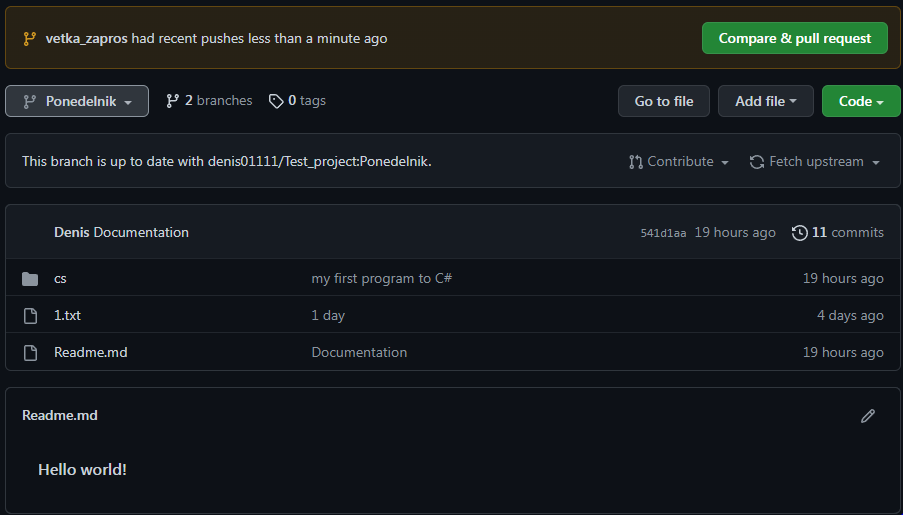 vetka_zapros had recent pushes less than a minute ago Compare & pull request
Ponedelnik 2 branches 0 tags Go to file Add file Code
This branch is up to date with denis01111/Test_project:Ponedelnik. Contribute Fetch upstream
Denis Documentation 541d1aa 19 hours ago 11 commits
cs my first program to C# 19 hours ago
1.txt 1 day 4 days ago
Readme.md Documentation 19 hours ago
Readme.md
Hello world!